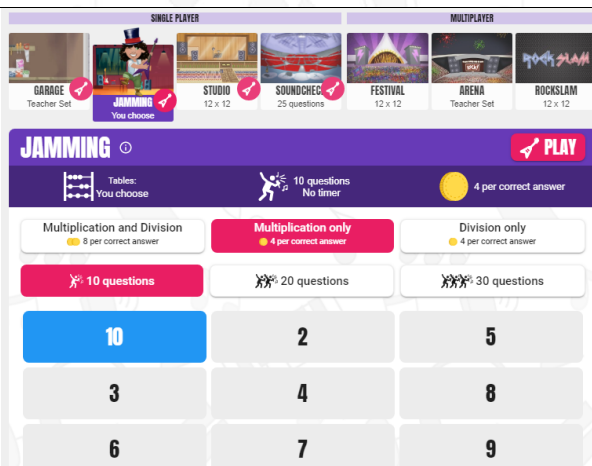 SINGLE PLAYER
MULTIPLAYER
GARAGE
Teacher Set
JAMMING
You choose
STUDIO
12 x 12
SOUNDCHECK
25 questions
FESTIVAL
12 x 12
ARENA
Teacher Set
ROCK SLAM
ROCKSLAM
12 x 12
JAMMING
PLAY
Tables:
You choose
10 questions
No timer
4 per correct answer
Multiplication and Division
8 per correct answer
Multiplication only
4 per correct answer
Division only
4 per correct answer
10 questions
20 questions
30 questions
10
2
5
3
4
8
6
7
9